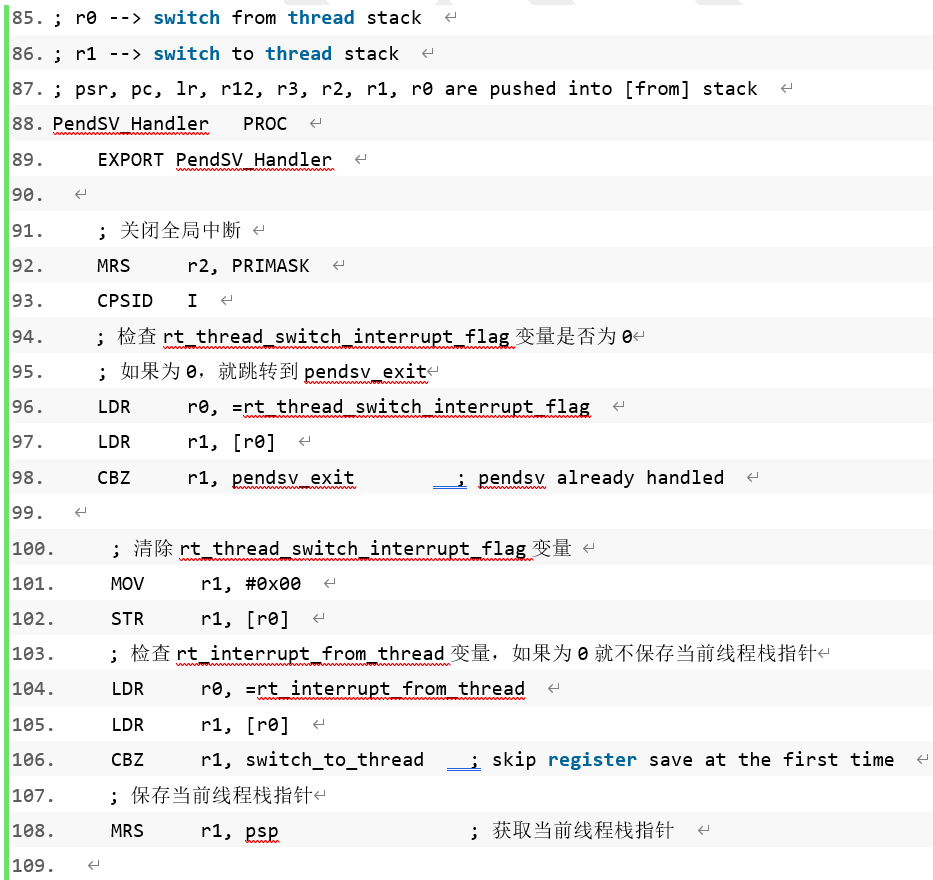 85. ; r0 --> switch from thread stack ↵
86. ; r1 --> switch to thread stack ↵
87. ; psr, pc, lr, r12, r3, r2, r1, r0 are pushed into [from] stack ↵
88. PendSV_Handler   PROC ↵
89.     EXPORT PendSV_Handler ↵
90. ↵
91.     ; 关闭全局中断 ↵
92.     MRS     r2, PRIMASK ↵
93.     CPSID   I ↵
94.     ; 检查 rt_thread_switch_interrupt_flag 变量是否为 0↵
95.     ; 如果为 0，就跳转到 pendsv_exit↵
96.     LDR     r0, =rt_thread_switch_interrupt_flag ↵
97.     LDR     r1, [r0] ↵
98.     CBZ     r1, pendsv_exit         ; pendsv already handled ↵
99. ↵
100.     ; 清除 rt_thread_switch_interrupt_flag 变量 ↵
101.     MOV     r1, #0x00 ↵
102.     STR     r1, [r0] ↵
103.     ; 检查 rt_interrupt_from_thread 变量，如果为 0 就不保存当前线程栈指针↵
104.     LDR     r0, =rt_interrupt_from_thread ↵
105.     LDR     r1, [r0] ↵
106.     CBZ     r1, switch_to_thread    ; skip register save at the first time ↵
107.     ; 保存当前线程栈指针↵
108.     MRS     r1, psp                 ; 获取当前线程栈指针 ↵
109. ↵